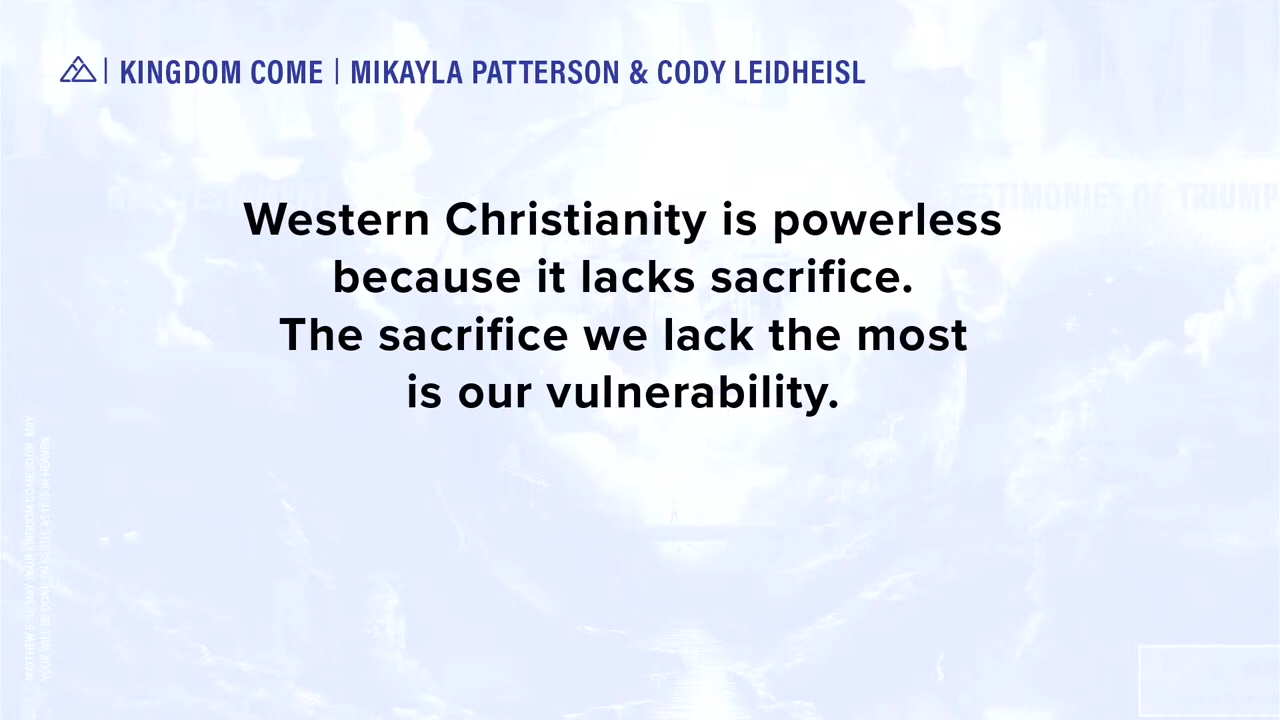 KINGDOM COME | MIKAYLA PATTERSON & CODY LEIDHEISL
TESTIMONIES OF TRIUMP
Western Christianity is powerless
because it lacks sacrifice.
The sacrifice we lack the most
is our vulnerability.